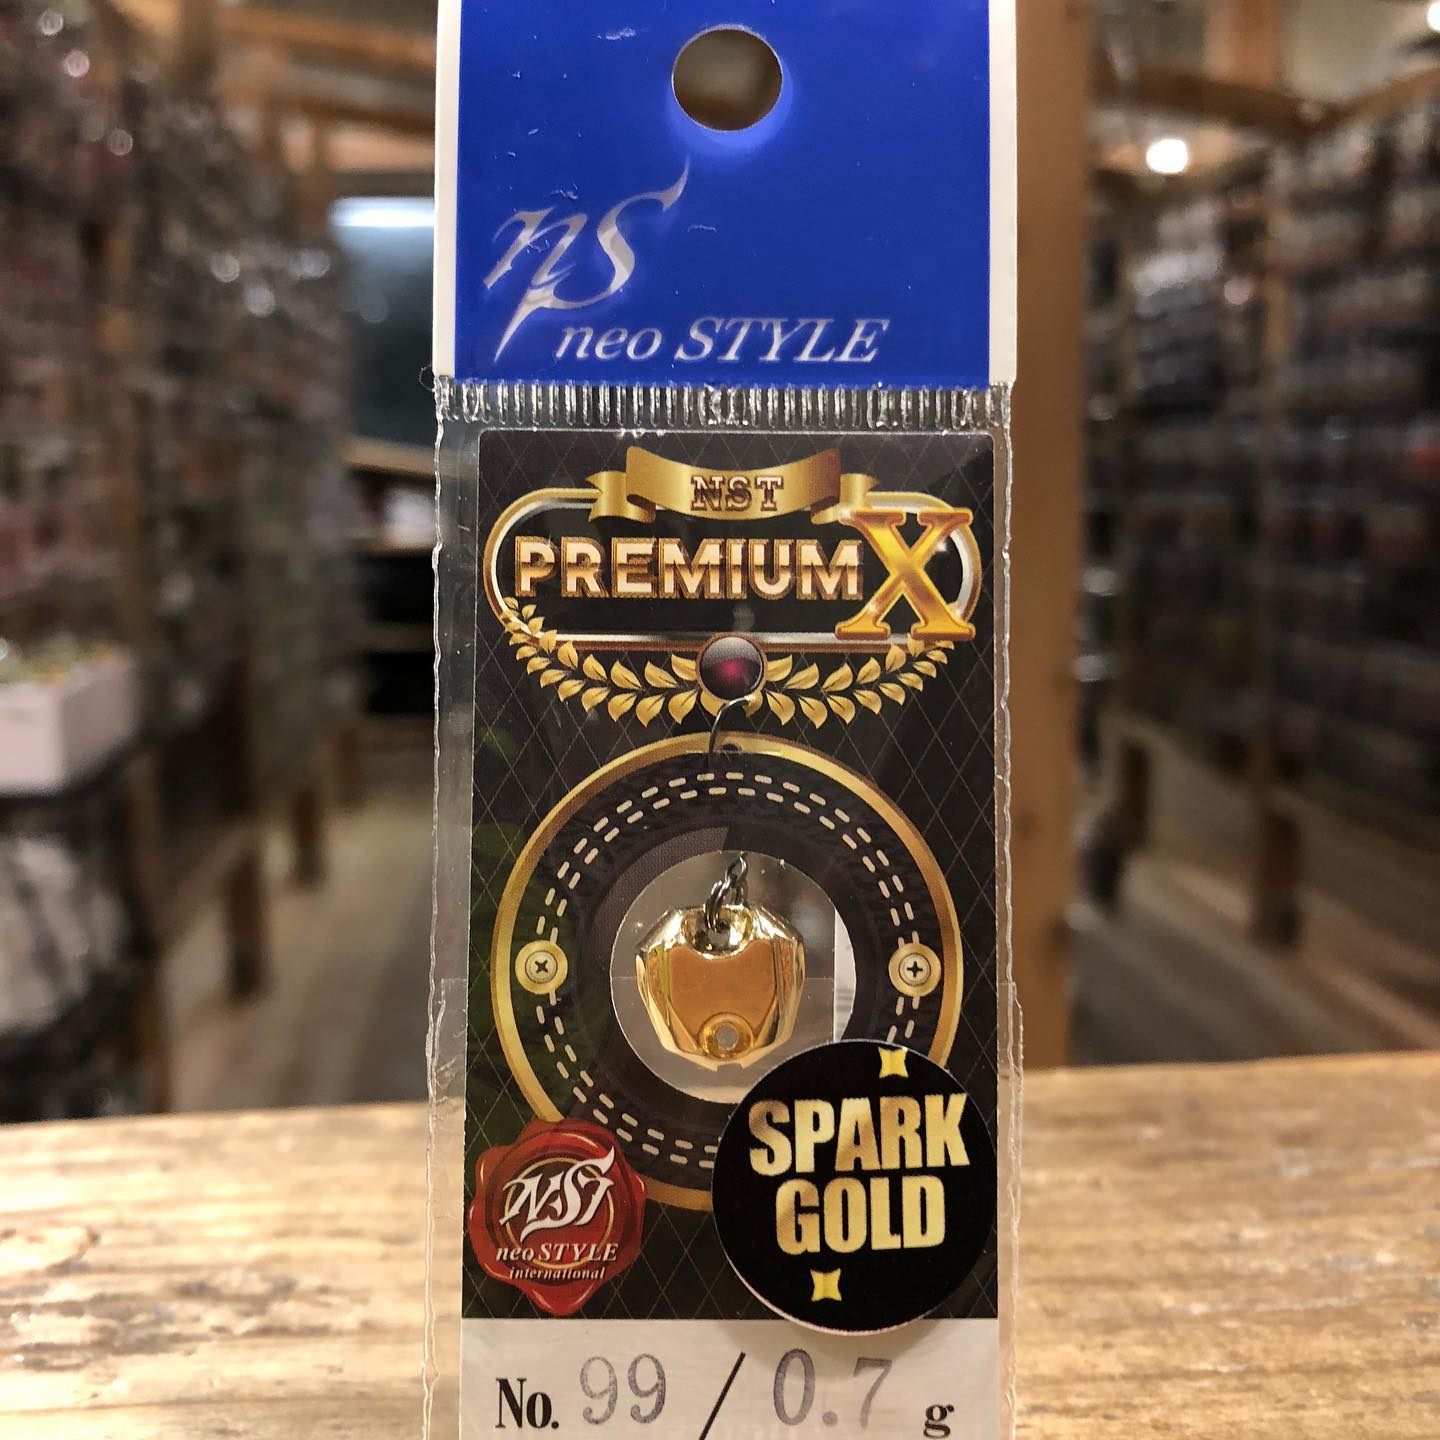 ns
neo STYLE
NST
PREMIUM X
SPARK
GOLD
NST
neo STYLE
international
No. 99 / 0.7 g